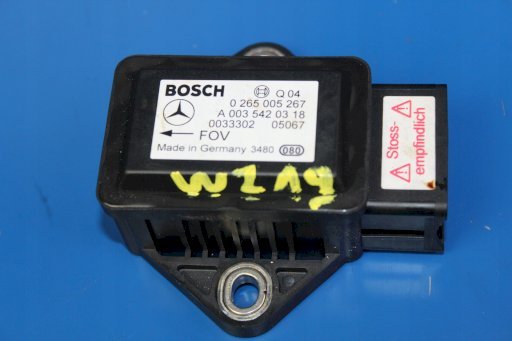 BOSCH Q 04
0 265 005 267
A 003 542 03 18
0033302 05067
FOV
Made in Germany 3480 080
W219
Stoss-
empfindlich